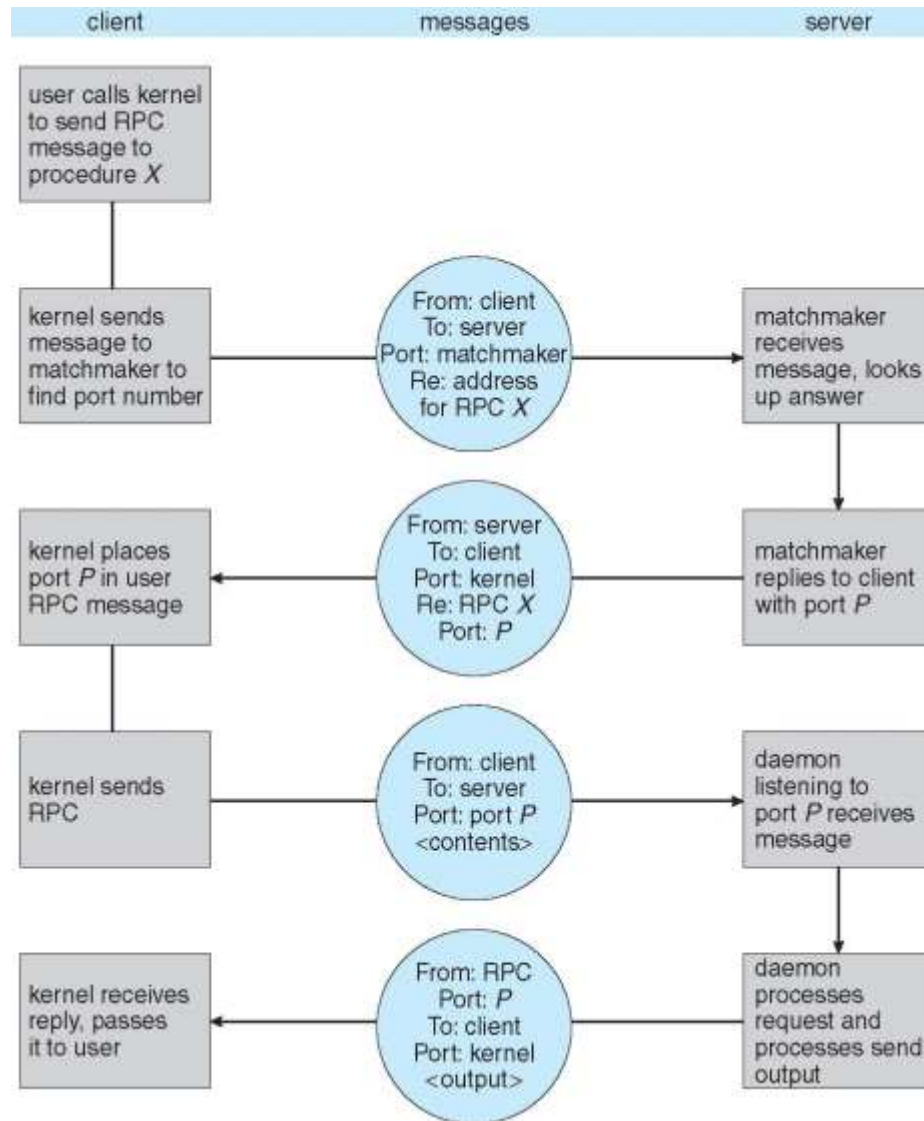 client messages server
user calls kernel
to send RPC
message to
procedure X
kernel sends
message to
matchmaker to
find port number
From: client
To: server
Port: matchmaker
Re: address
for RPC X
matchmaker
receives
message, looks
up answer
kernel places
port P in user
RPC message
From: server
To: client
Port: kernel
Re: RPC X
Port: P
matchmaker
replies to client
with port P
kernel sends
RPC
From: client
To: server
Port: port P
<contents>
daemon
listening to
port P receives
message
kernel receives
reply, passes
it to user
From: RPC
Port: P
To: client
Port: kernel
<output>
daemon
processes
request and
processes send
output